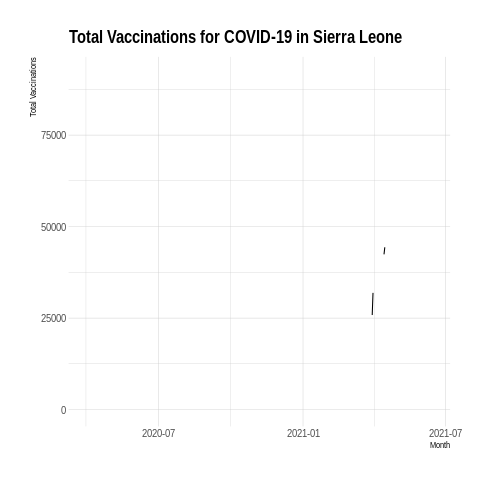 Total Vaccinations for COVID-19 in Sierra Leone
Total Vaccinations
75000
50000
25000
0
2020-07 2021-01 2021-07
Month